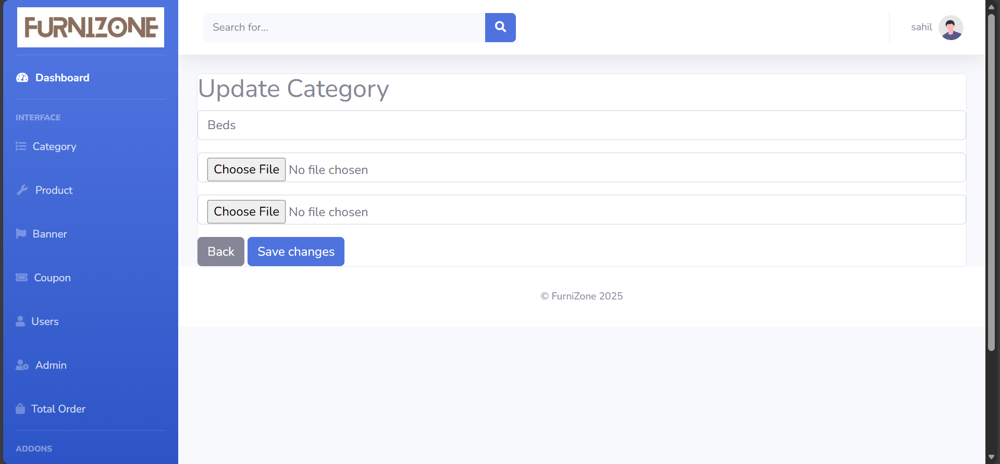 FURNIZONE
Search for...
sahil
Dashboard
INTERFACE
Category
Product
Banner
Coupon
Users
Admin
Total Order
ADDONS
Update Category
Beds
Choose File No file chosen
Choose File No file chosen
Back Save changes
© FurniZone 2025